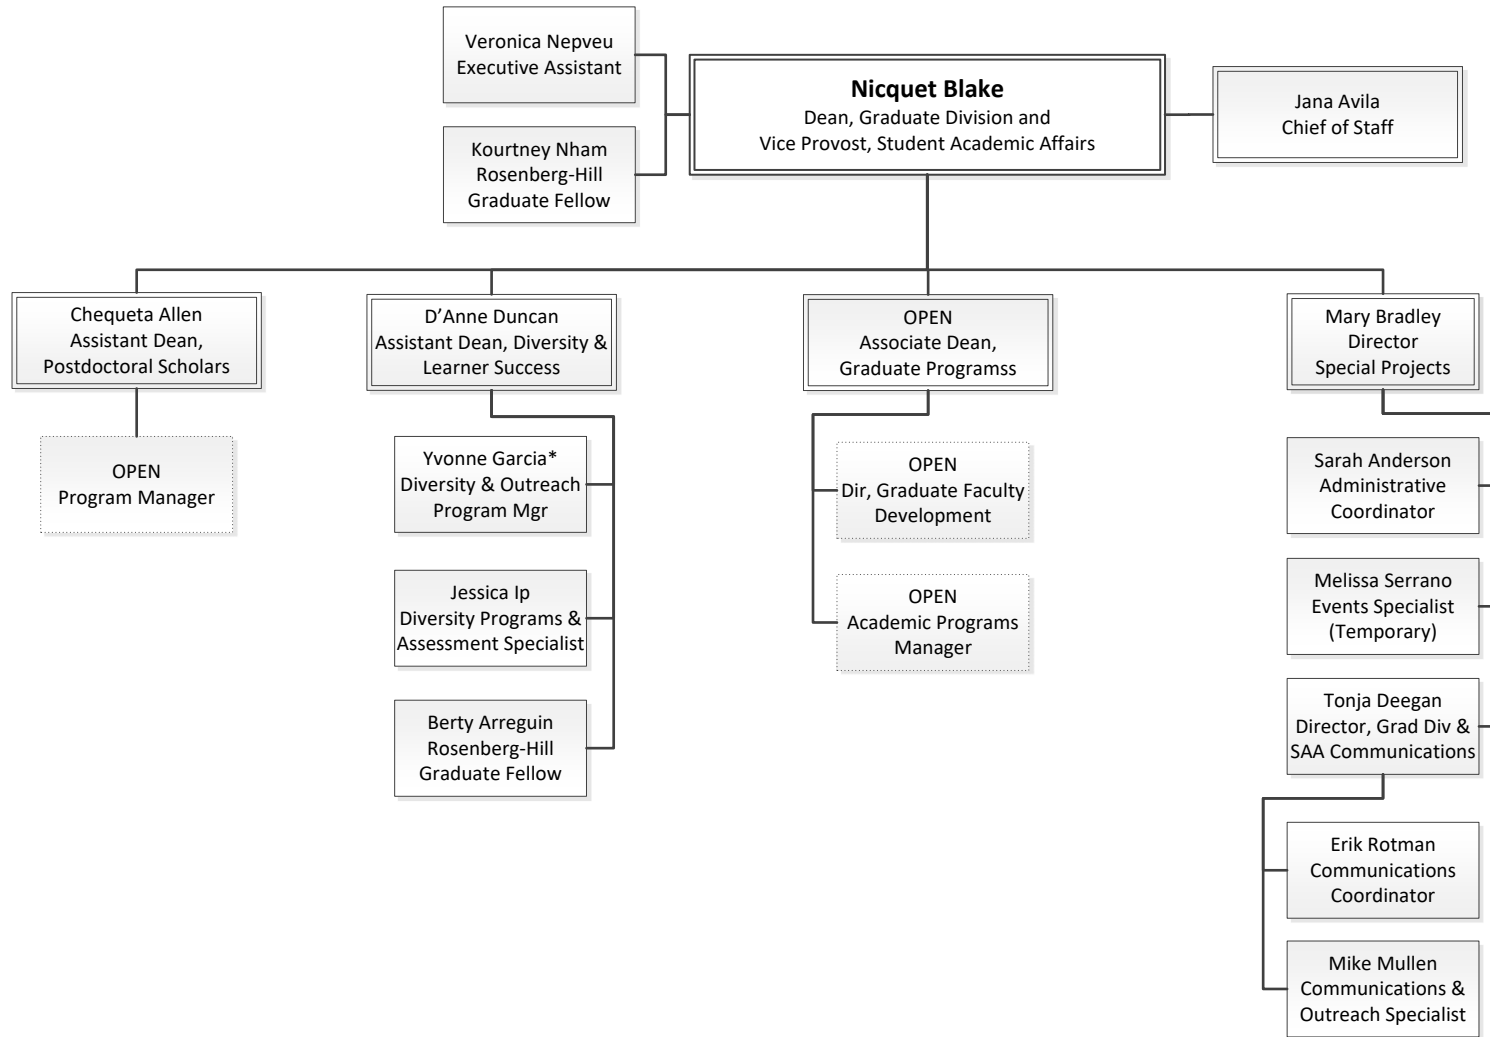 Veronica Nepveu
Executive Assistant
Kourtney Nham
Rosenberg-Hill
Graduate Fellow
Nicquet Blake
Dean, Graduate Division and
Vice Provost, Student Academic Affairs
Jana Avila
Chief of Staff
Chequeta Allen
Assistant Dean,
Postdoctoral Scholars
OPEN
Program Manager
D’Anne Duncan
Assistant Dean, Diversity &
Learner Success
Yvonne Garcia*
Diversity & Outreach
Program Mgr
Jessica Ip
Diversity Programs &
Assessment Specialist
Berty Arreguin
Rosenberg-Hill
Graduate Fellow
OPEN
Associate Dean,
Graduate Programss
OPEN
Dir, Graduate Faculty
Development
OPEN
Academic Programs
Manager
Mary Bradley
Director
Special Projects
Sarah Anderson
Administrative
Coordinator
Melissa Serrano
Events Specialist
(Temporary)
Tonja Deegan
Director, Grad Div &
SAA Communications
Erik Rotman
Communications
Coordinator
Mike Mullen
Communications &
Outreach Specialist